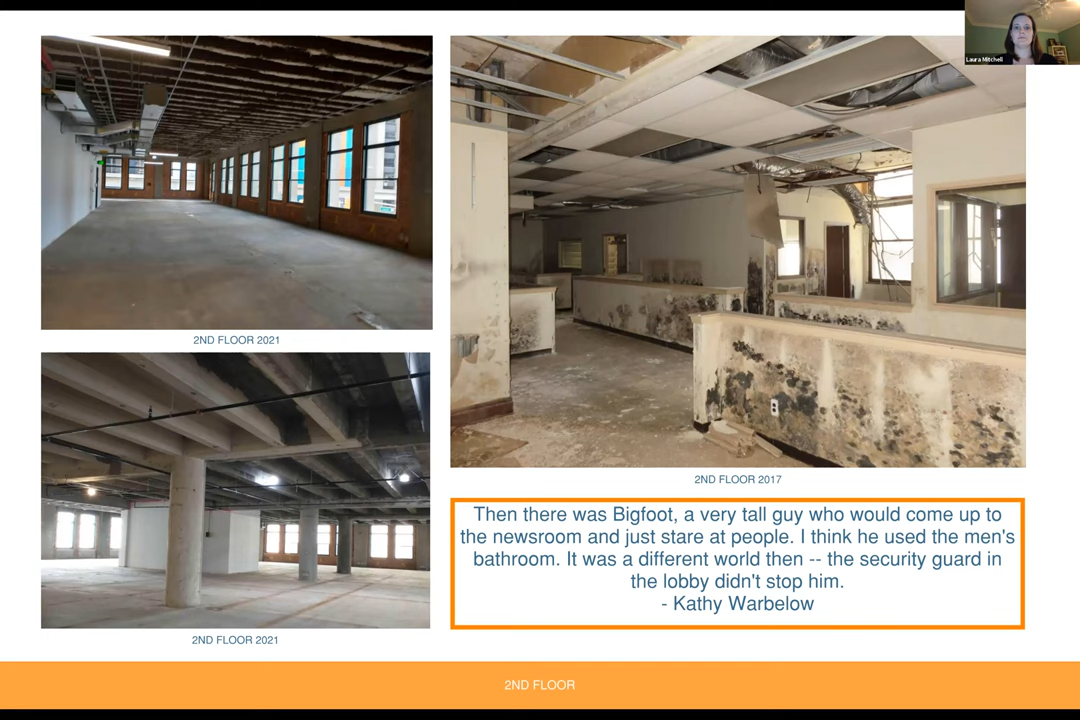 Laura Mitchell
2ND FLOOR 2021
2ND FLOOR 2017
Then there was Bigfoot, a very tall guy who would come up to
the newsroom and just stare at people. I think he used the men's
bathroom. It was a different world then -- the security guard in
the lobby didn't stop him.
- Kathy Warbelow
2ND FLOOR 2021
2ND FLOOR